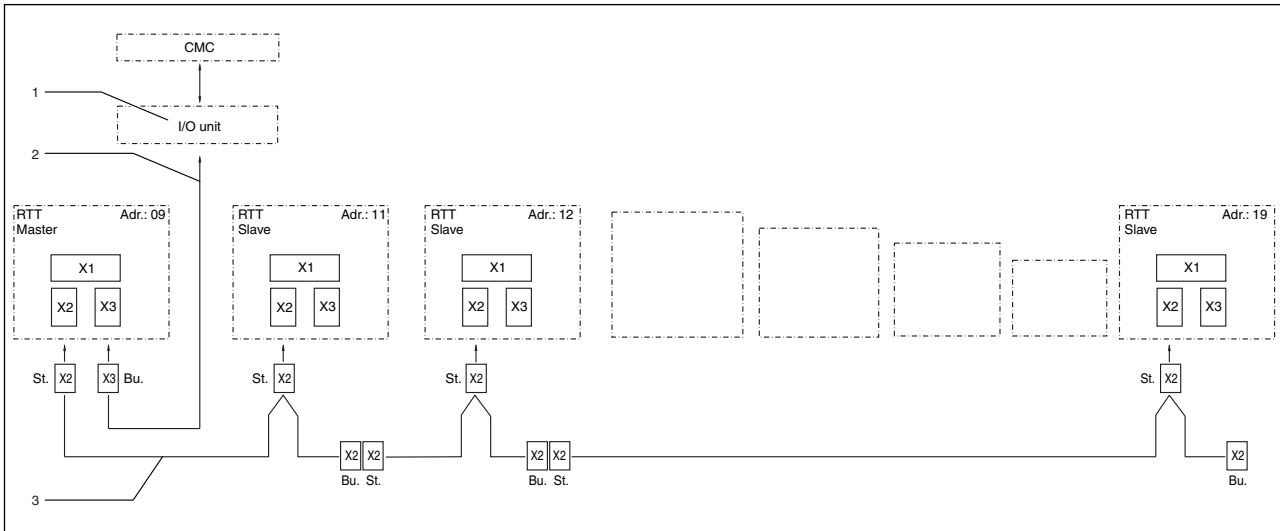 CMC
1
I/O unit
2
RTT Adr.: 09
Master
X1
X2 X3
RTT Adr.: 11
Slave
X1
X2 X3
RTT Adr.: 12
Slave
X1
X2 X3
RTT Adr.: 19
Slave
X1
X2 X3
St. X2 X3 Bu.
St. X2
St. X2
St. X2
X2 X2
Bu. St.
X2 X2
Bu. St.
X2
Bu.
3